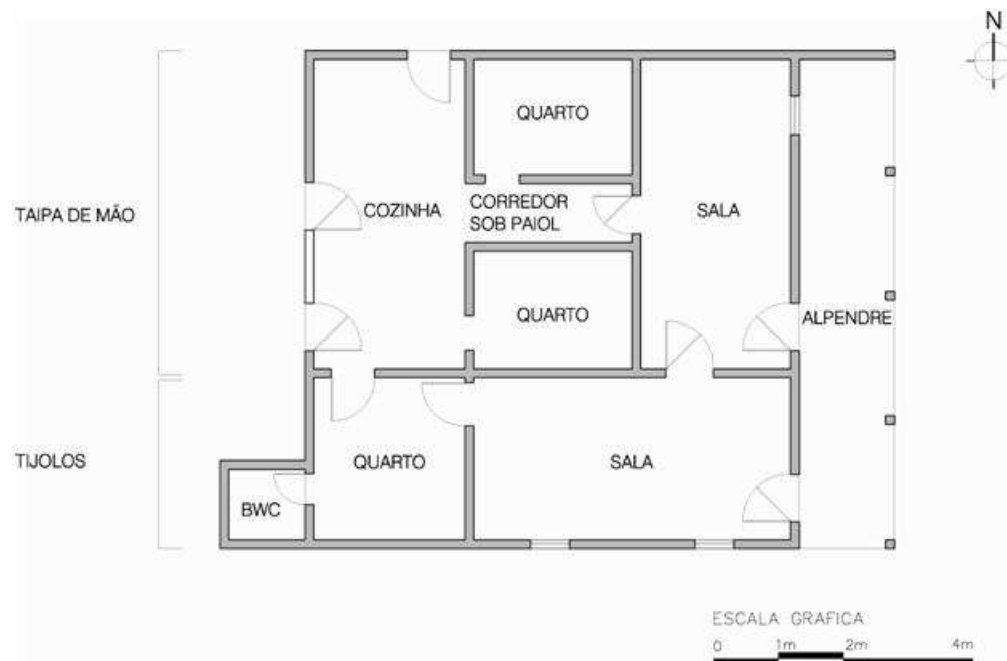 N
QUARTO
TAIPA DE MÃO
COZINHA
CORREDOR
SOB PAIOL
SALA
QUARTO
ALPENDRE
TIJOLOS
QUARTO
SALA
BWC
ESCALA GRAFICA
0 1m 2m 4m